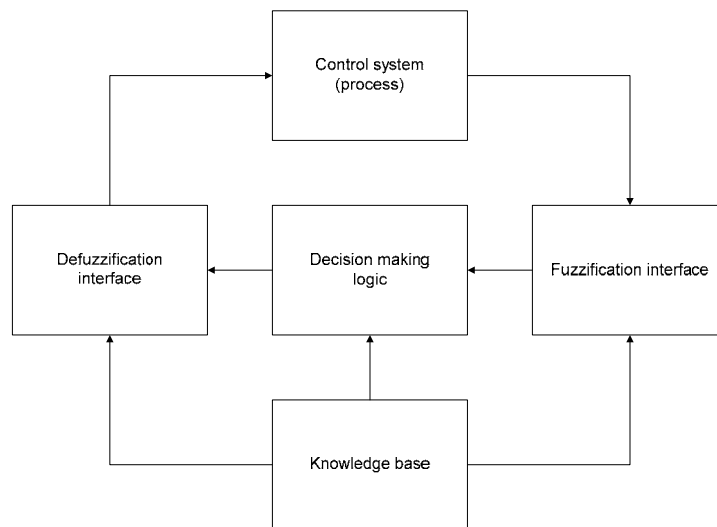 Control system
(process)
Defuzzification
interface
Decision making
logic
Fuzzification interface
Knowledge base